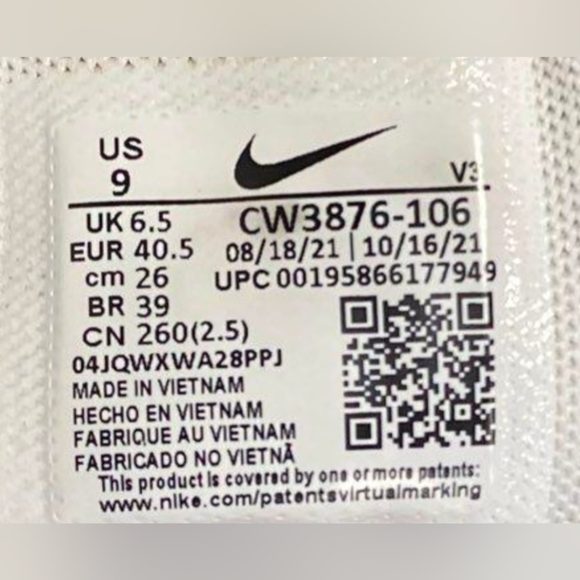 US
9
V3
UK 6.5
CW3876-106
EUR 40.5
08/18/21 | 10/16/21
cm 26
UPC 00195866177949
BR 39
CN 260(2.5)
04JQWXWA28PPJ
MADE IN VIETNAM
HECHO EN VIETNAM
FABRIQUE AU VIETNAM
FABRICADO NO VIETNÃ
This product is covered by one or more patents:
www.nike.com/patentsvirtualmarking